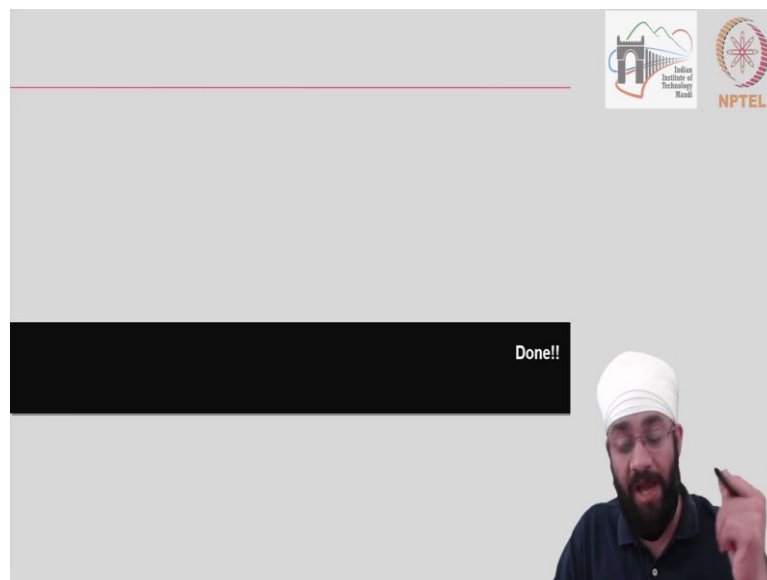 Indian
Institute of
Technology
Mandi
NPTEL
Done!!